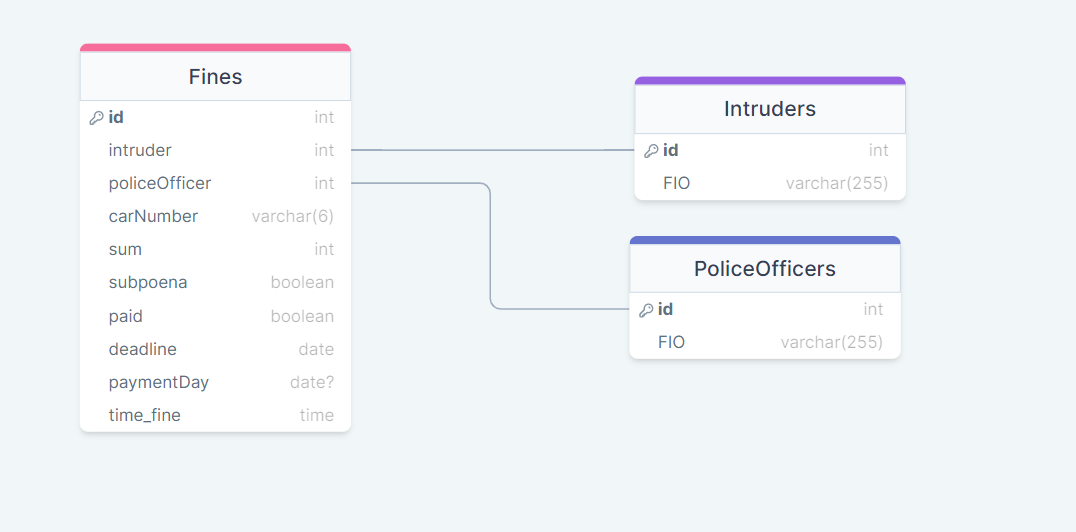 Fines
id int
intruder int
policeOfficer int
carNumber varchar(6)
sum int
subpoena boolean
paid boolean
deadline date
paymentDay date?
time_fine time
Intruders
id int
FIO varchar(255)
PoliceOfficers
id int
FIO varchar(255)